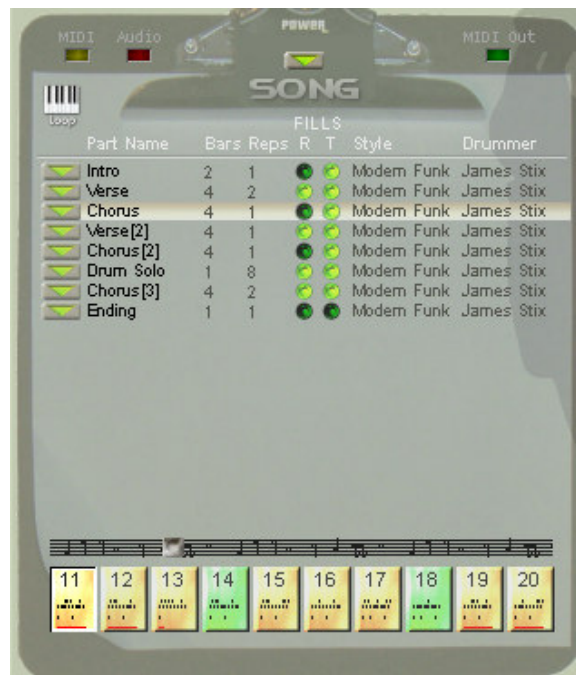 POWER
MIDI Audio MIDI Out
SONG
Loop
FILLS
Part Name Bars Reps R T Style Drummer
Intro 2 1 Modern Funk James Stix
Verse 4 2 Modern Funk James Stix
Chorus 4 1 Modern Funk James Stix
Verse[2] 4 1 Modern Funk James Stix
Chorus[2] 4 1 Modern Funk James Stix
Drum Solo 1 8 Modern Funk James Stix
Chorus[3] 4 2 Modern Funk James Stix
Ending 1 1 Modern Funk James Stix
11 12 13 14 15 16 17 18 19 20